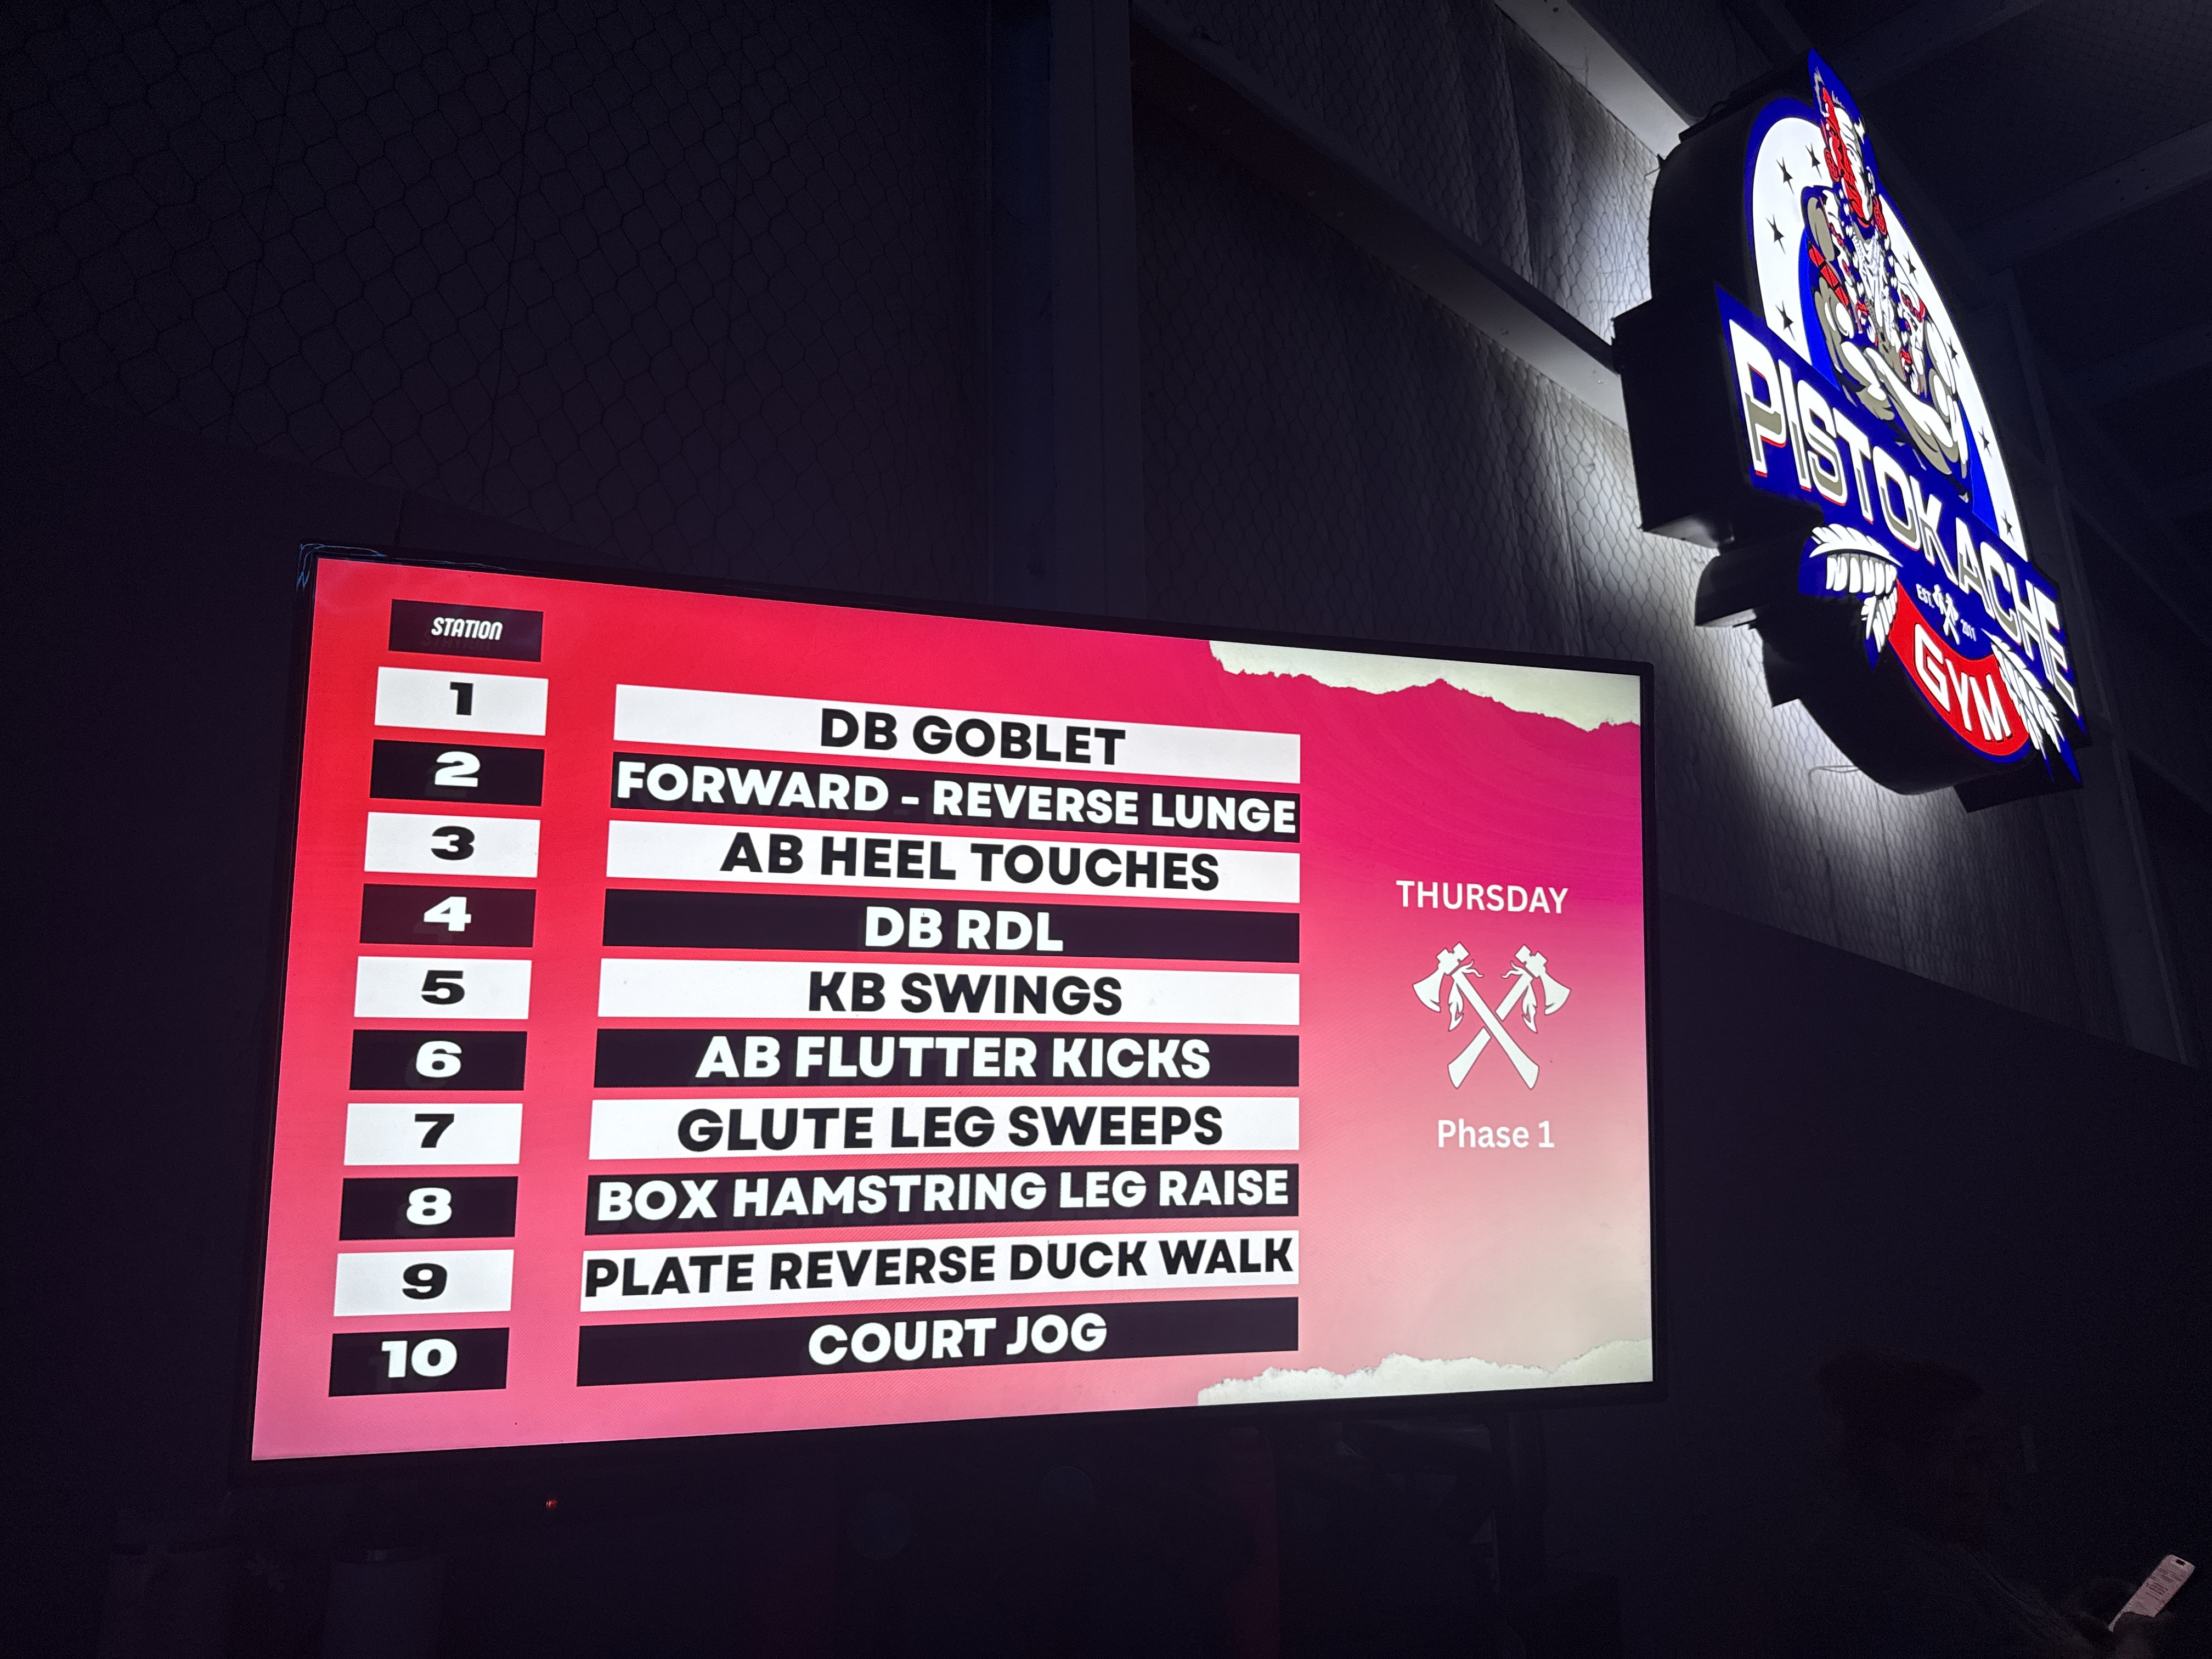 STATION
1 DB GOBLET
2 FORWARD - REVERSE LUNGE
3 AB HEEL TOUCHES
4 DB RDL
5 KB SWINGS
6 AB FLUTTER KICKS
7 GLUTE LEG SWEEPS
8 BOX HAMSTRING LEG RAISE
9 PLATE REVERSE DUCK WALK
10 COURT JOG
THURSDAY
Phase 1
PISTOKACHE
EST. 2011
GYM